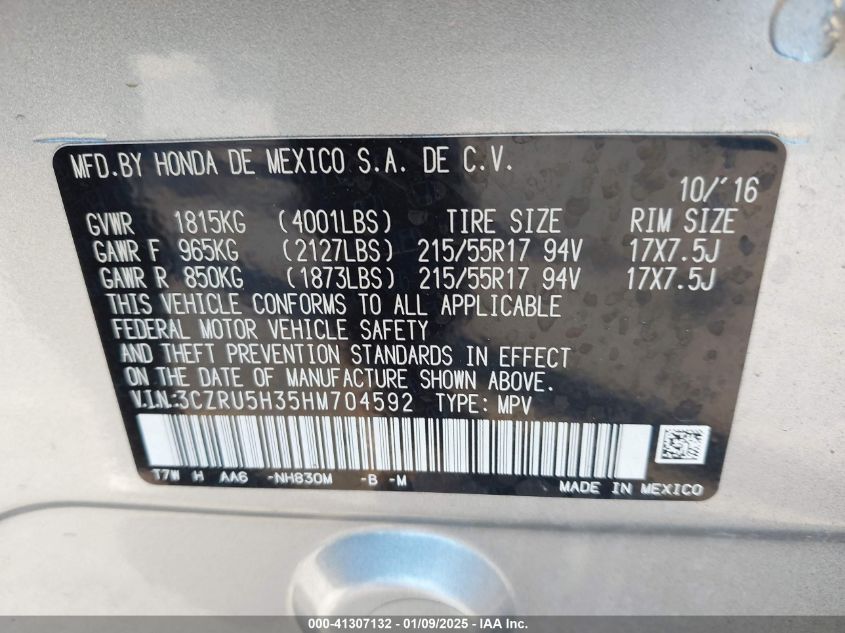 MFD.BY HONDA DE MEXICO S.A. DE C.V.
10/'16
GVWR 1815KG (4001LBS) TIRE SIZE RIM SIZE
GAWR F 965KG (2127LBS) 215/55R17 94V 17X7.5J
GAWR R 850KG (1873LBS) 215/55R17 94V 17X7.5J
THIS VEHICLE CONFORMS TO ALL APPLICABLE
FEDERAL MOTOR VEHICLE SAFETY
AND THEFT PREVENTION STANDARDS IN EFFECT
ON THE DATE OF MANUFACTURE SHOWN ABOVE.
V.I.N:3CZRU5H35HM704592 TYPE: MPV
T7W H AA6 -NH830M -B -M
MADE IN MEXICO
000-41307132 - 01/09/2025 - IAA Inc.